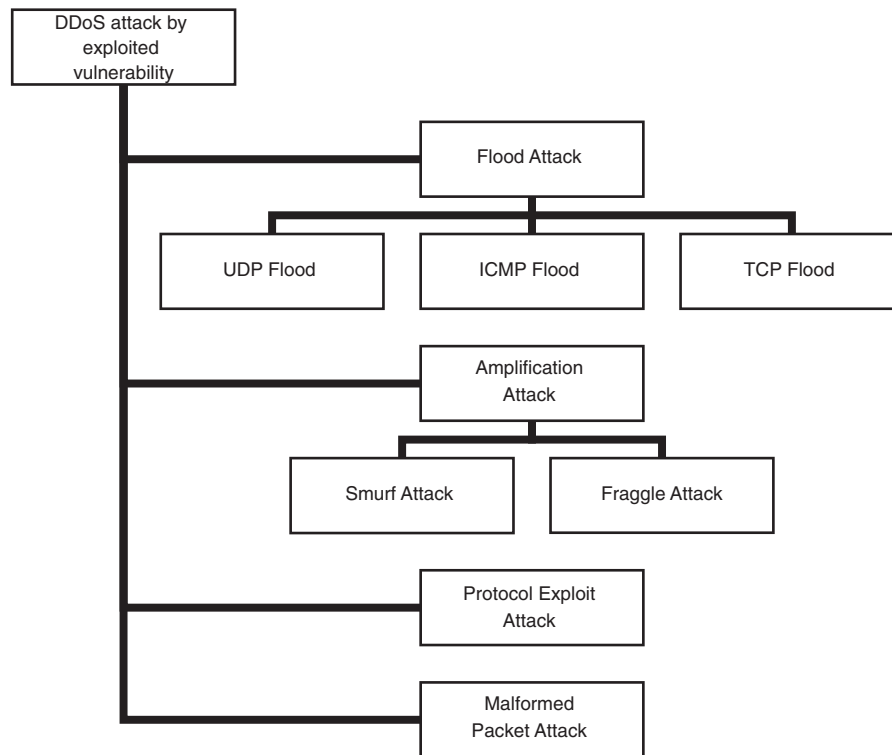 DDoS attack by
exploited
vulnerability
Flood Attack
UDP Flood
ICMP Flood
TCP Flood
Amplification
Attack
Smurf Attack
Fraggle Attack
Protocol Exploit
Attack
Malformed
Packet Attack